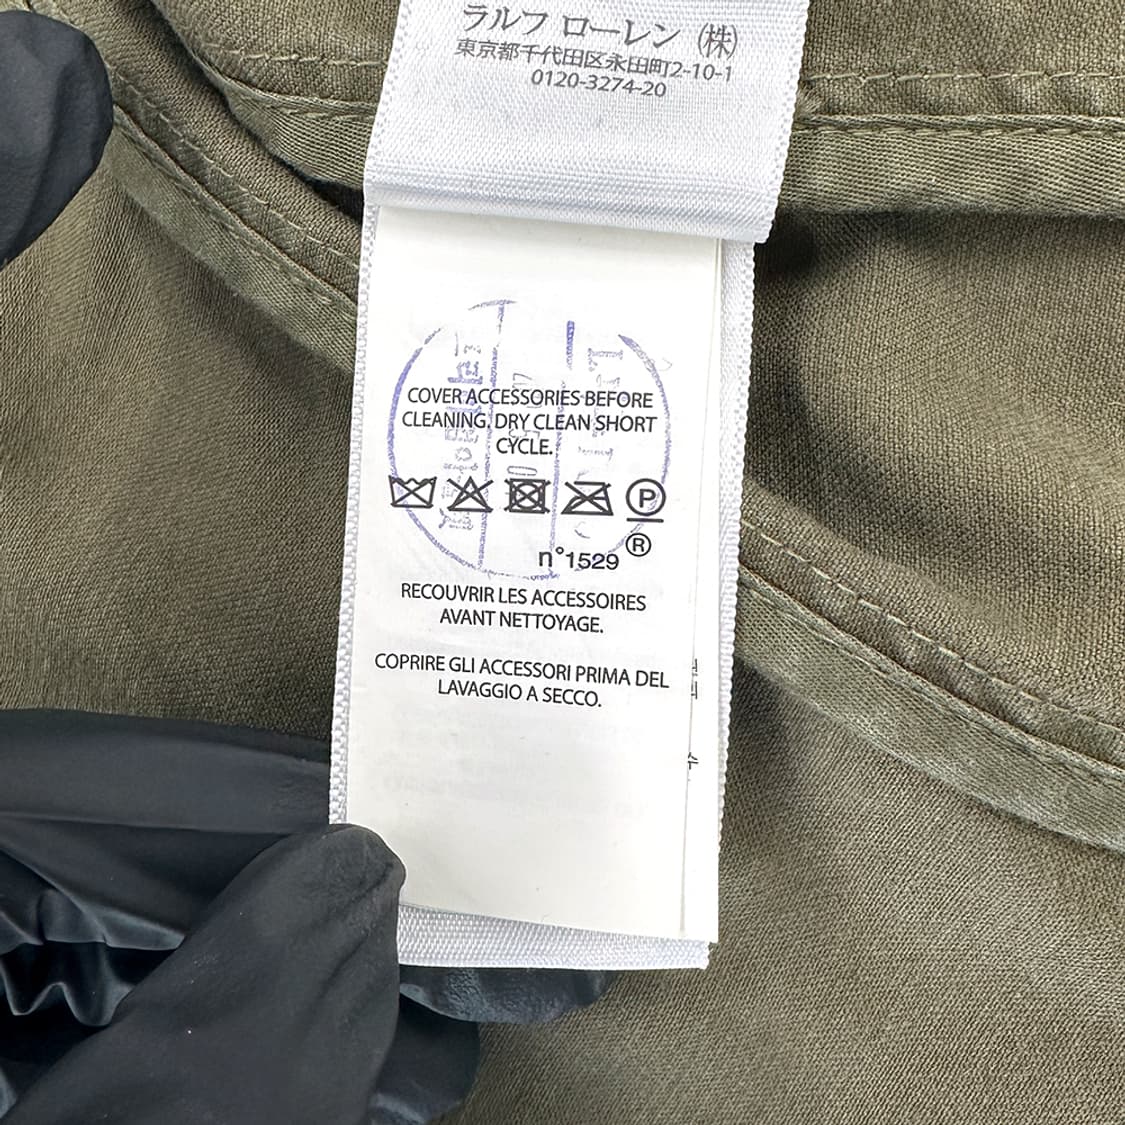 ラルフ ローレン (株)
東京都千代田区永田町2-10-1
0120-3274-20
COVER ACCESSORIES BEFORE
CLEANING. DRY CLEAN SHORT
CYCLE.
P
n°1529 ®
RECOUVRIR LES ACCESSOIRES
AVANT NETTOYAGE.
COPRIRE GLI ACCESSORI PRIMA DEL
LAVAGGIO A SECCO.